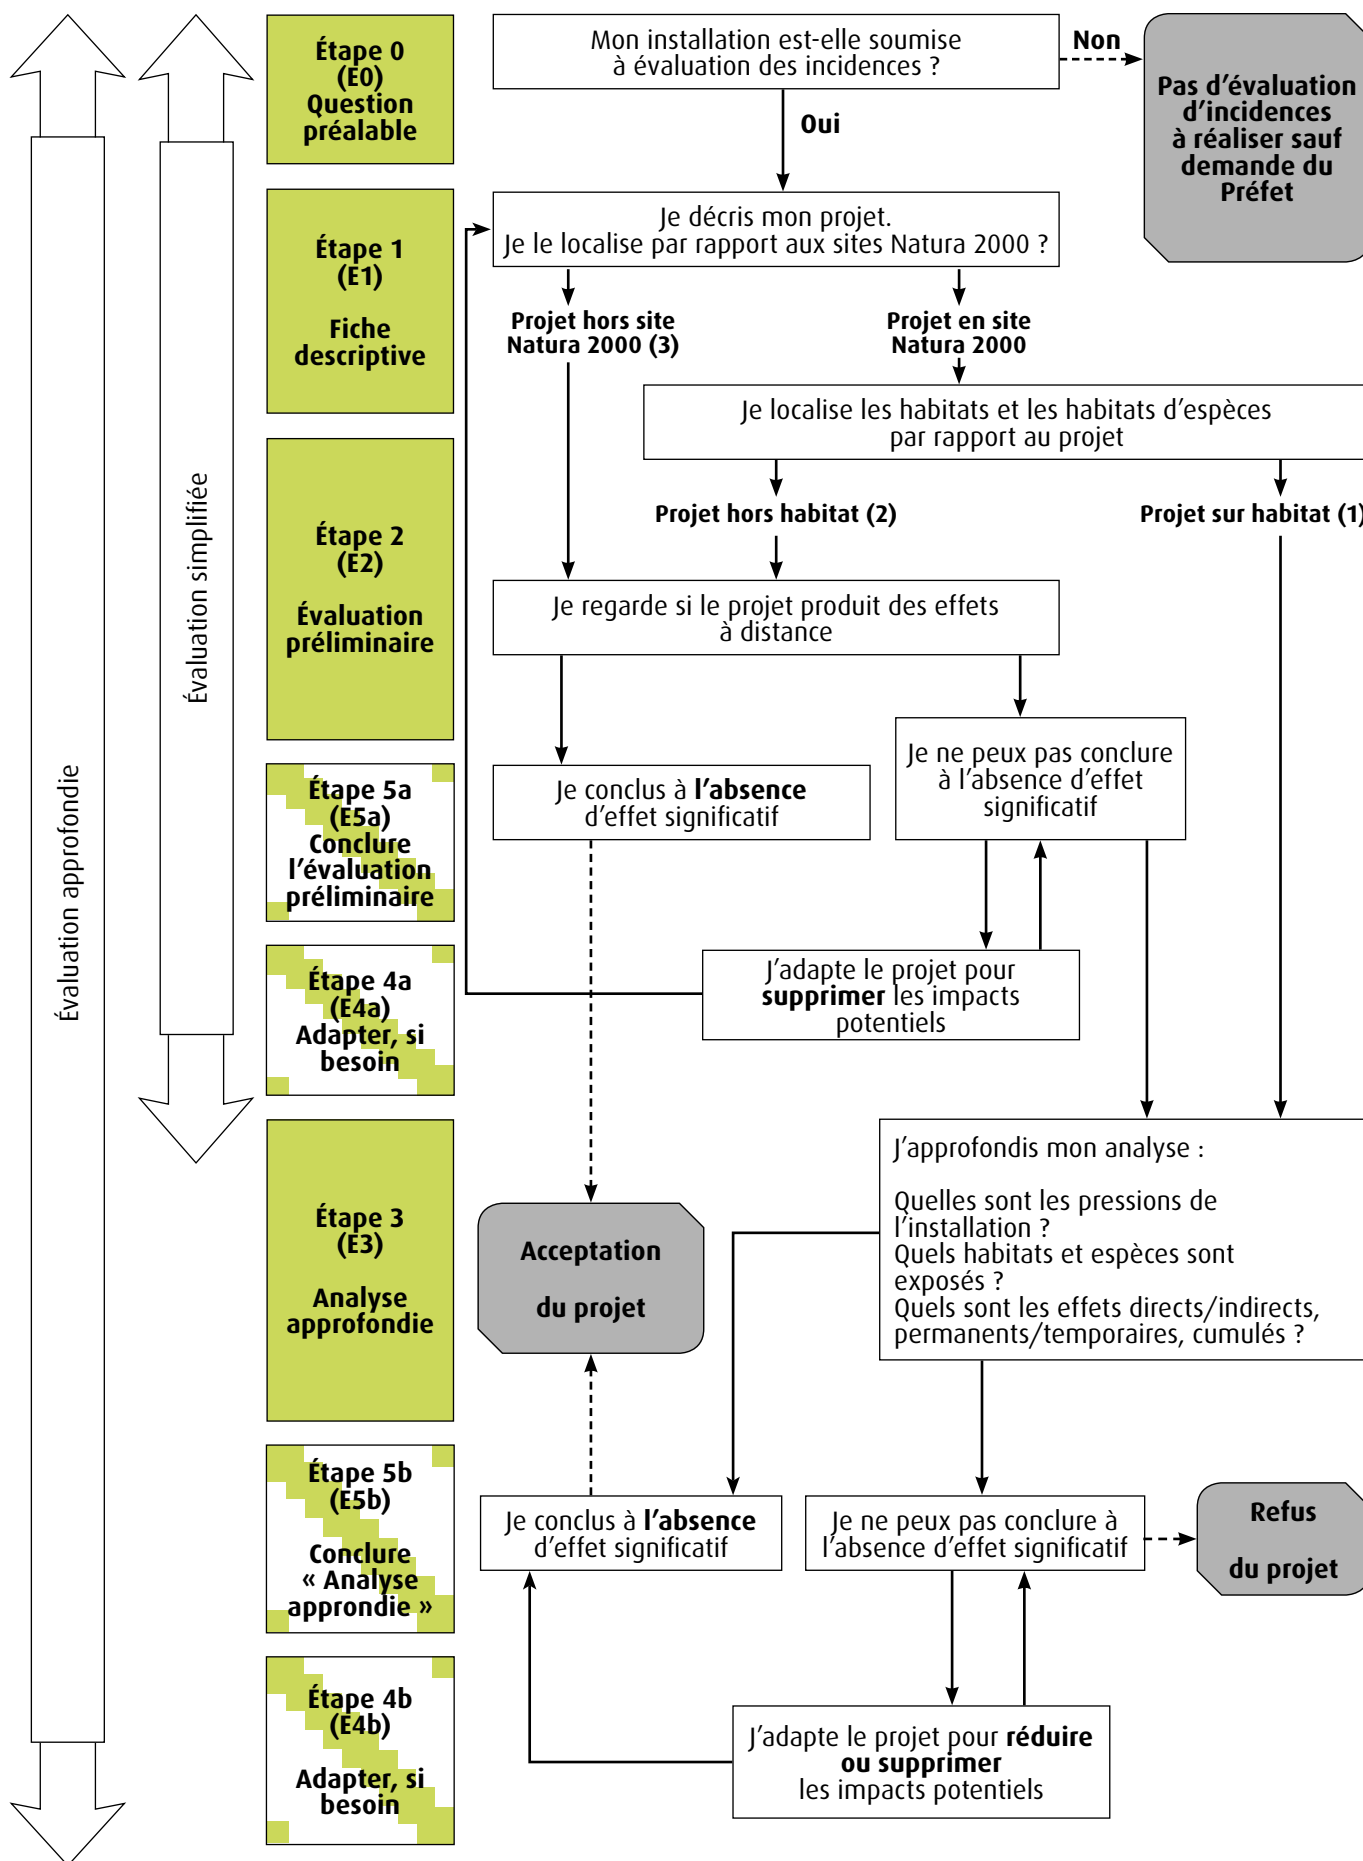 Évaluation approfondie
Évaluation simplifiée
Étape 0
(E0)
Question
préalable
Mon installation est-elle soumise
à évaluation des incidences ?
Non
Pas d’évaluation
d’incidences
à réaliser sauf
demande du
Préfet
Oui
Étape 1
(E1)
Fiche
descriptive
Je décris mon projet.
Je le localise par rapport aux sites Natura 2000 ?
Projet hors site
Natura 2000 (3)
Projet en site
Natura 2000
Je localise les habitats et les habitats d’espèces
par rapport au projet
Étape 2
(E2)
Évaluation
préliminaire
Projet hors habitat (2)
Projet sur habitat (1)
Je regarde si le projet produit des effets
à distance
Étape 5a
(E5a)
Conclure
l’évaluation
préliminaire
Je conclus à l’absence
d’effet significatif
Je ne peux pas conclure
à l’absence d’effet
significatif
Étape 4a
(E4a)
Adapter, si
besoin
J’adapte le projet pour
supprimer les impacts
potentiels
Étape 3
(E3)
Analyse
approfondie
Acceptation
du projet
J’approfondis mon analyse :
Quelles sont les pressions de
l’installation ?
Quels habitats et espèces sont
exposés ?
Quels sont les effets directs/indirects,
permanents/temporaires, cumulés ?
Étape 5b
(E5b)
Conclure
« Analyse
approndie »
Je conclus à l’absence
d’effet significatif
Je ne peux pas conclure à
l’absence d’effet significatif
Refus
du projet
Étape 4b
(E4b)
Adapter, si
besoin
J’adapte le projet pour réduire
ou supprimer
les impacts potentiels